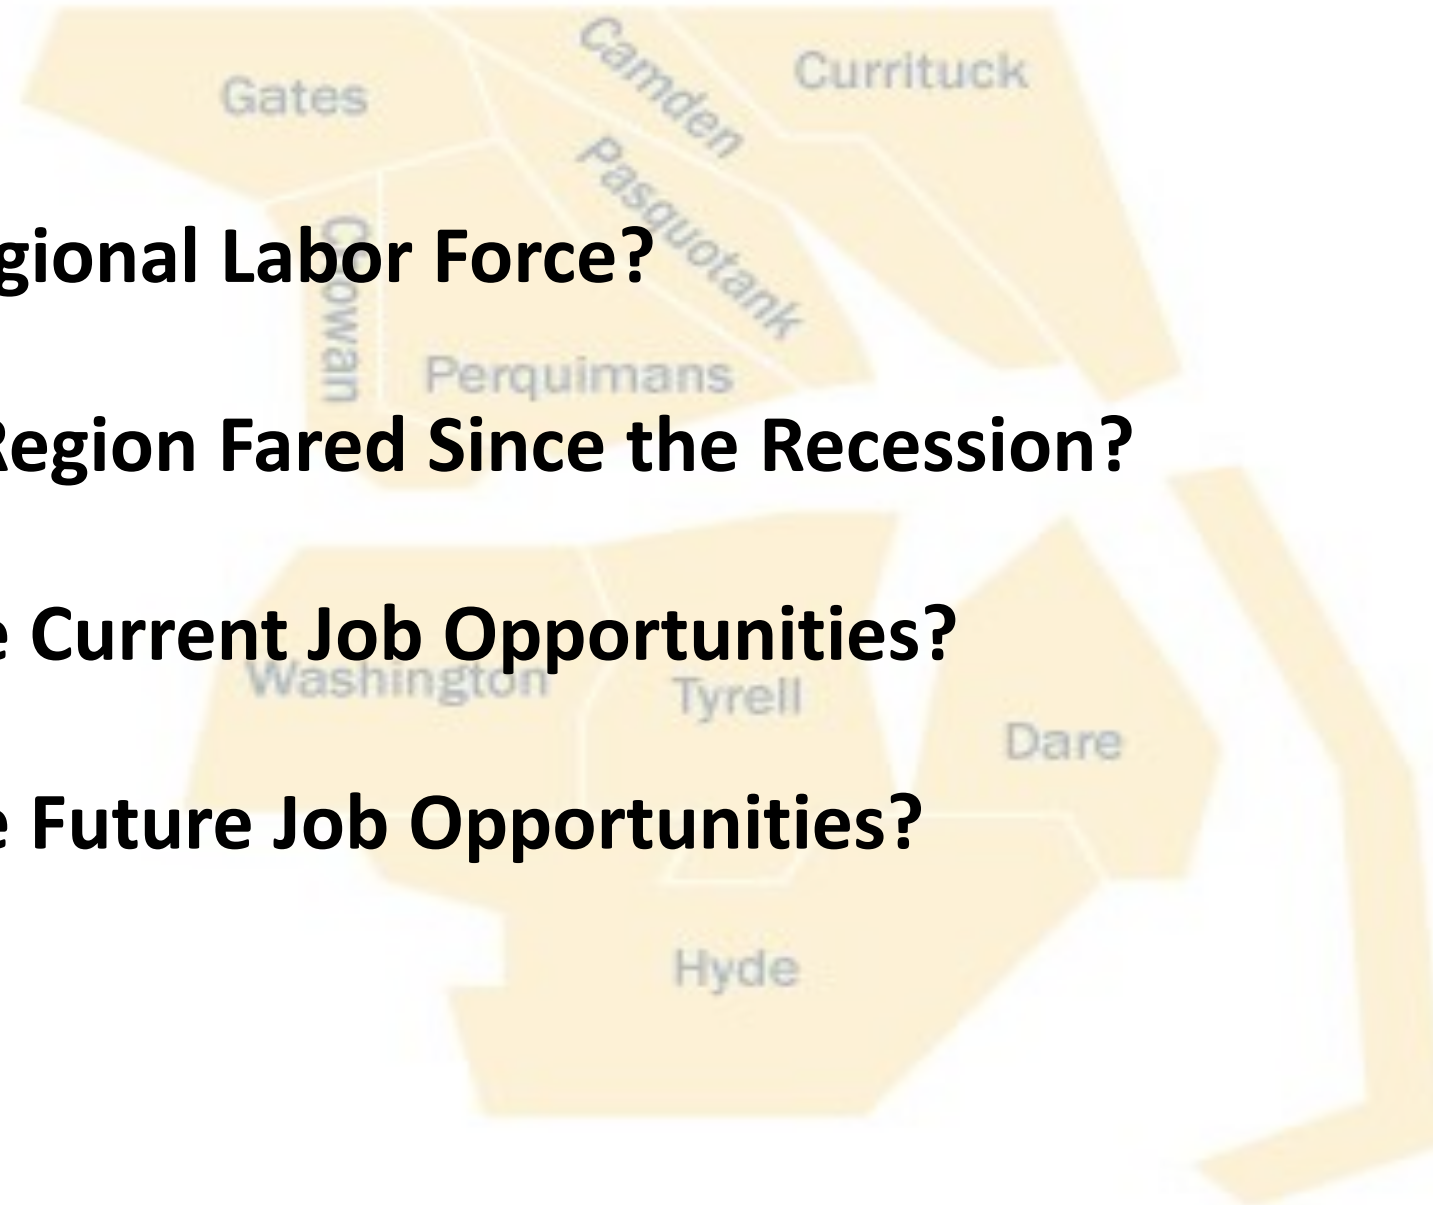 Gates
Camden
Currituck
Pasquotank
Chowan
gional Labor Force?
Perquimans
Region Fared Since the Recession?
e Current Job Opportunities?
Washington
Tyrell
Dare
e Future Job Opportunities?
Hyde